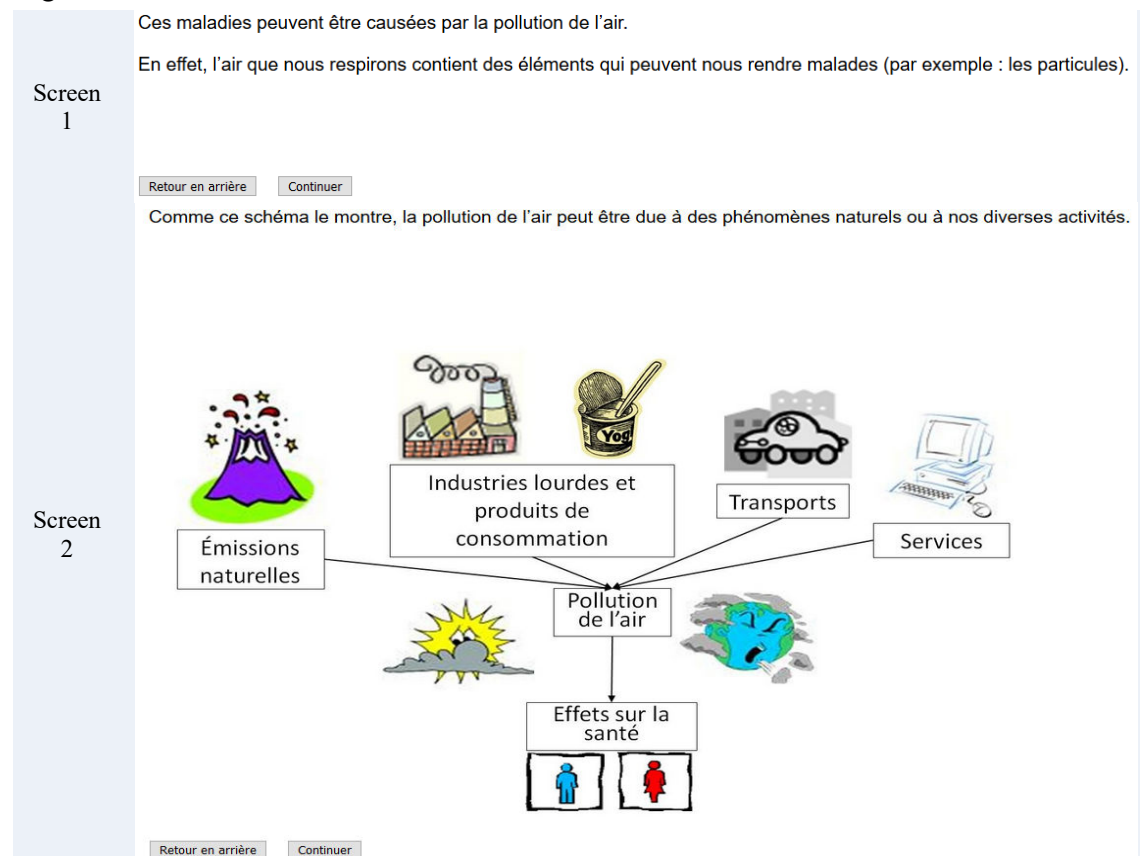 Ces maladies peuvent être causées par la pollution de l’air.
En effet, l’air que nous respirons contient des éléments qui peuvent nous rendre malades (par exemple : les particules).
Screen
1
Retour en arrière
Continuer
Comme ce schéma le montre, la pollution de l’air peut être due à des phénomènes naturels ou à nos diverses activités.
Screen
2
Yog
Industries lourdes et
produits de
consommation
Transports
Services
Émissions
naturelles
Pollution
de l’air
Effets sur la
santé
Retour en arrière
Continuer